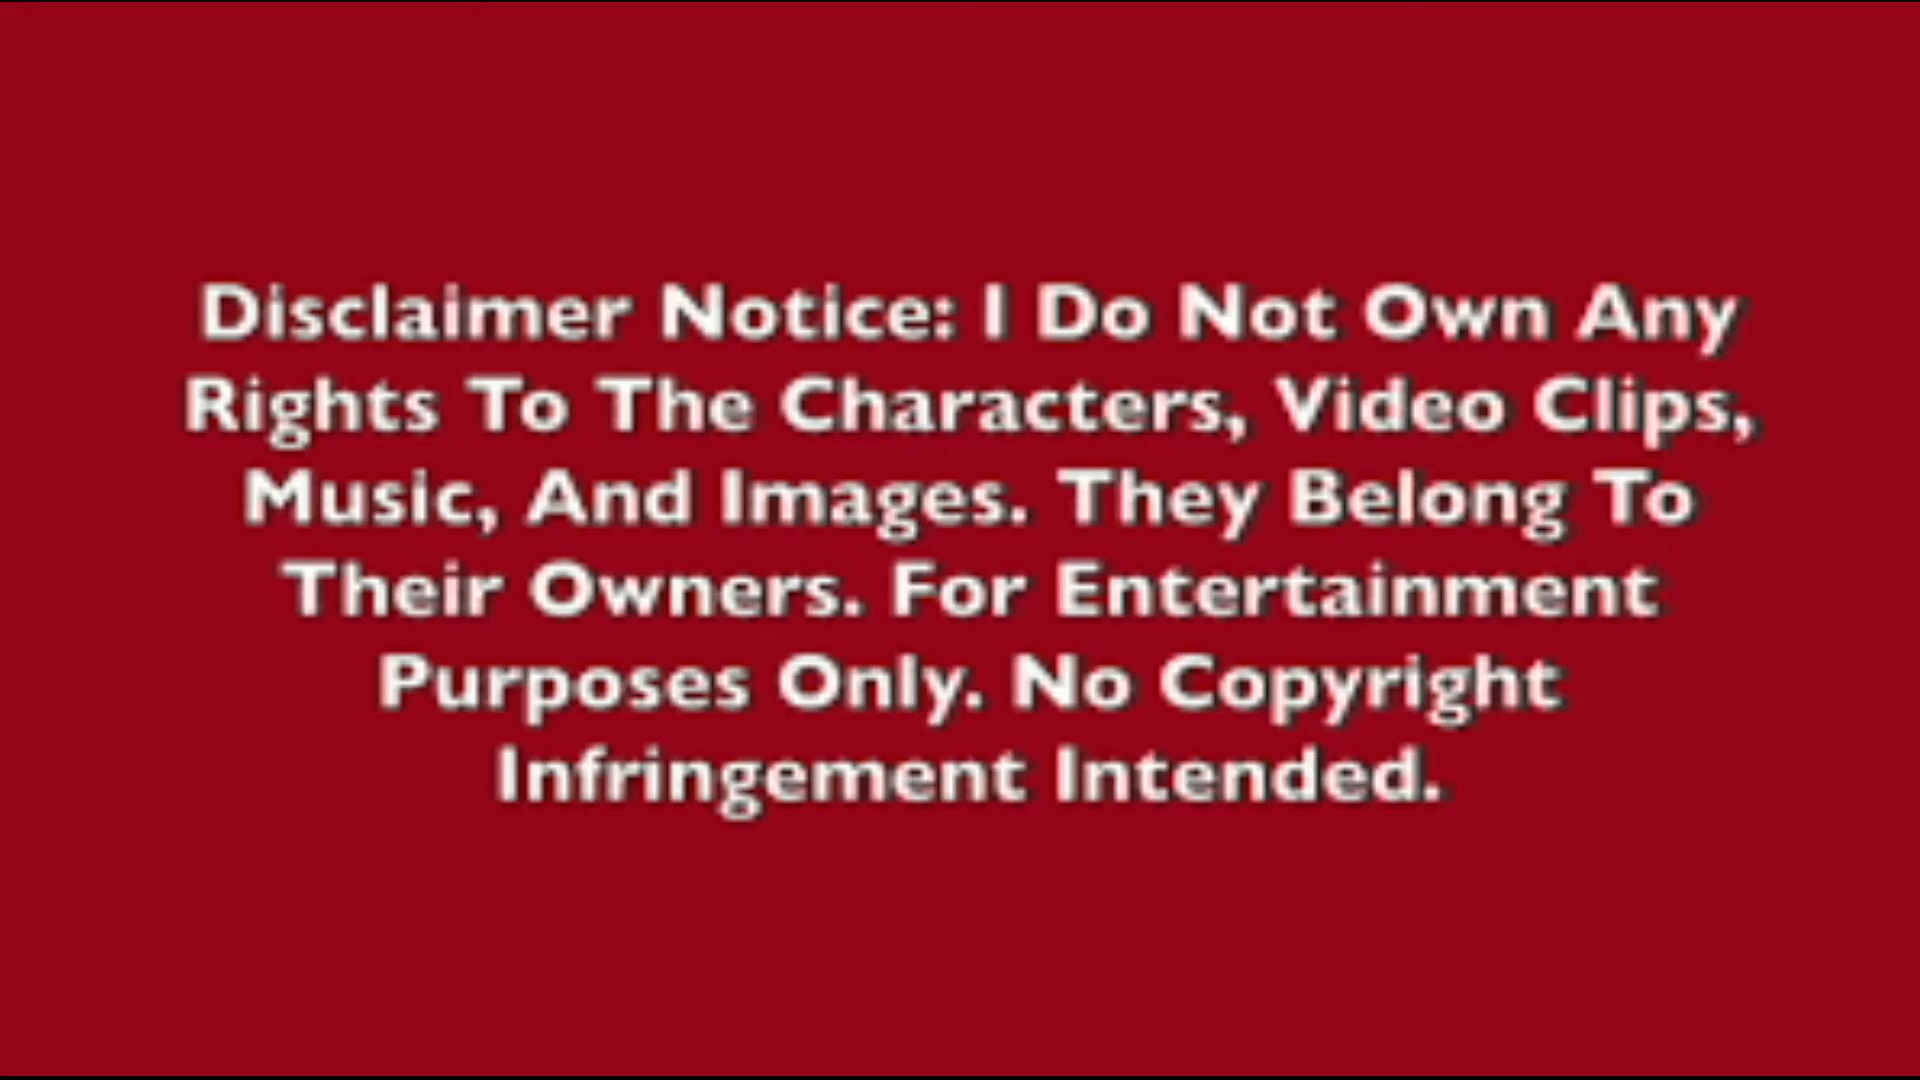 Disclaimer Notice: I Do Not Own Any
Rights To The Characters, Video Clips,
Music, And Images. They Belong To
Their Owners. For Entertainment
Purposes Only. No Copyright
Infringement Intended.